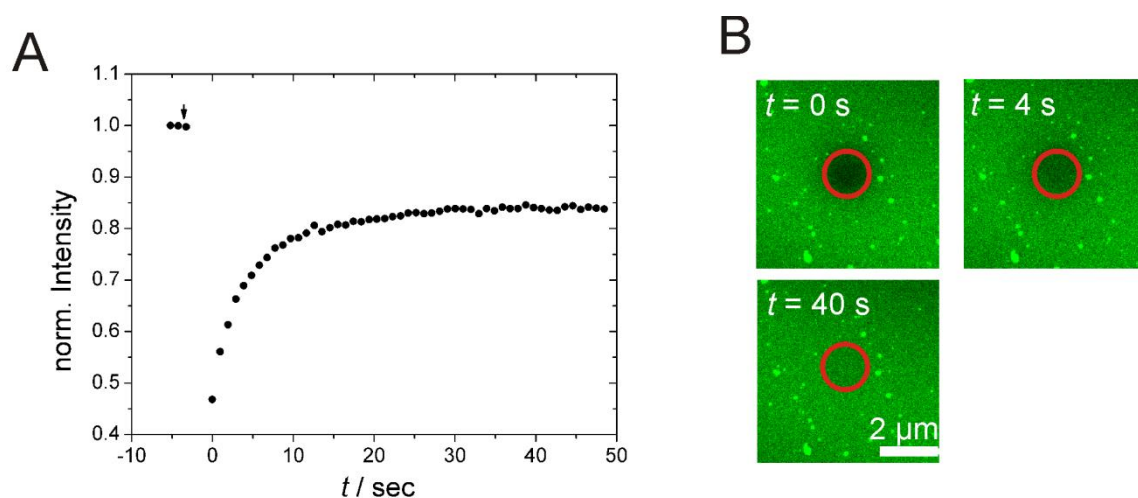 A
1.1
1.0
0.9
0.8
0.7
0.6
0.5
0.4
-10 0 10 20 30 40 50
norm. Intensity
t / sec
B
t = 0 s
t = 4 s
t = 40 s
2 µm